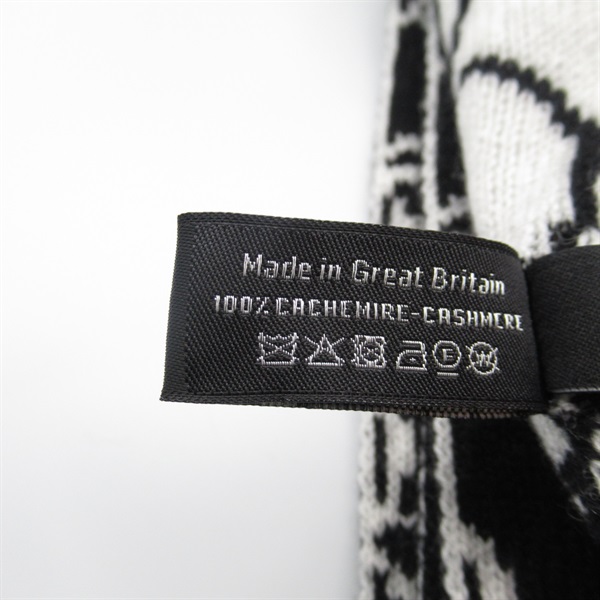 Made in Great Britain
100% CACHEMIRE-CASHMERE
E W